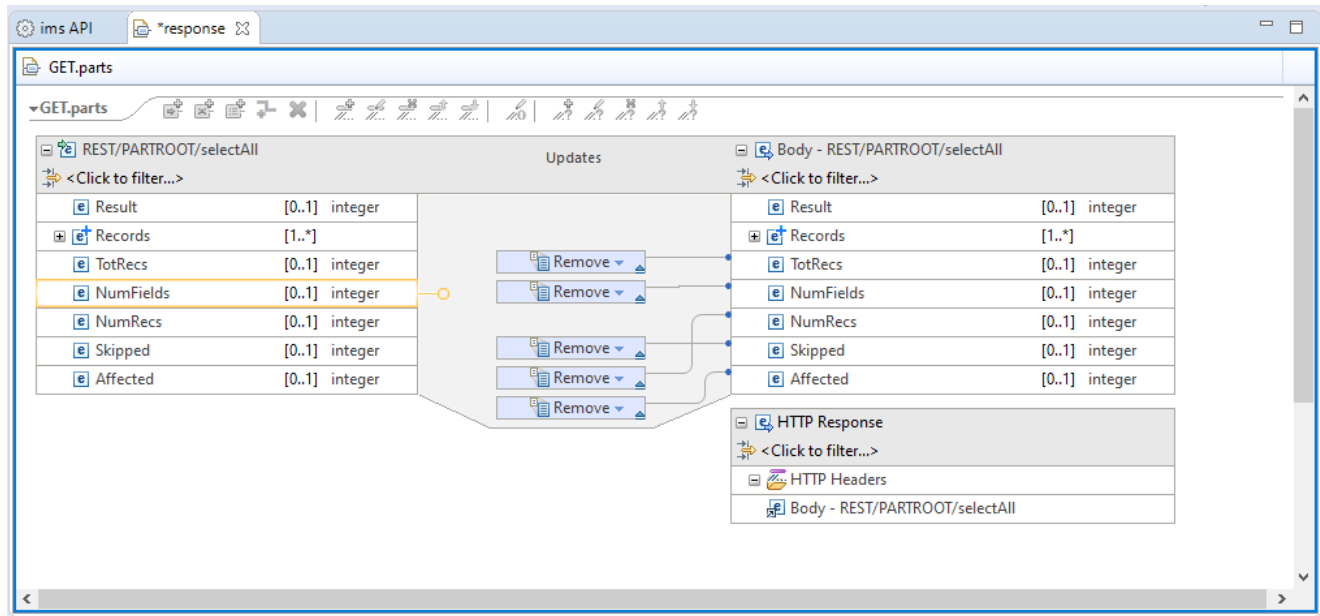 ims API
*response
GET.parts
GET.parts
REST/PARTROOT/selectAll
<Click to filter...>
Result [0..1] integer
Records [1..*]
TotRecs [0..1] integer
NumFields [0..1] integer
NumRecs [0..1] integer
Skipped [0..1] integer
Affected [0..1] integer
Updates
Remove
Remove
Remove
Remove
Remove
Body - REST/PARTROOT/selectAll
<Click to filter...>
Result [0..1] integer
Records [1..*]
TotRecs [0..1] integer
NumFields [0..1] integer
NumRecs [0..1] integer
Skipped [0..1] integer
Affected [0..1] integer
HTTP Response
<Click to filter...>
HTTP Headers
Body - REST/PARTROOT/selectAll